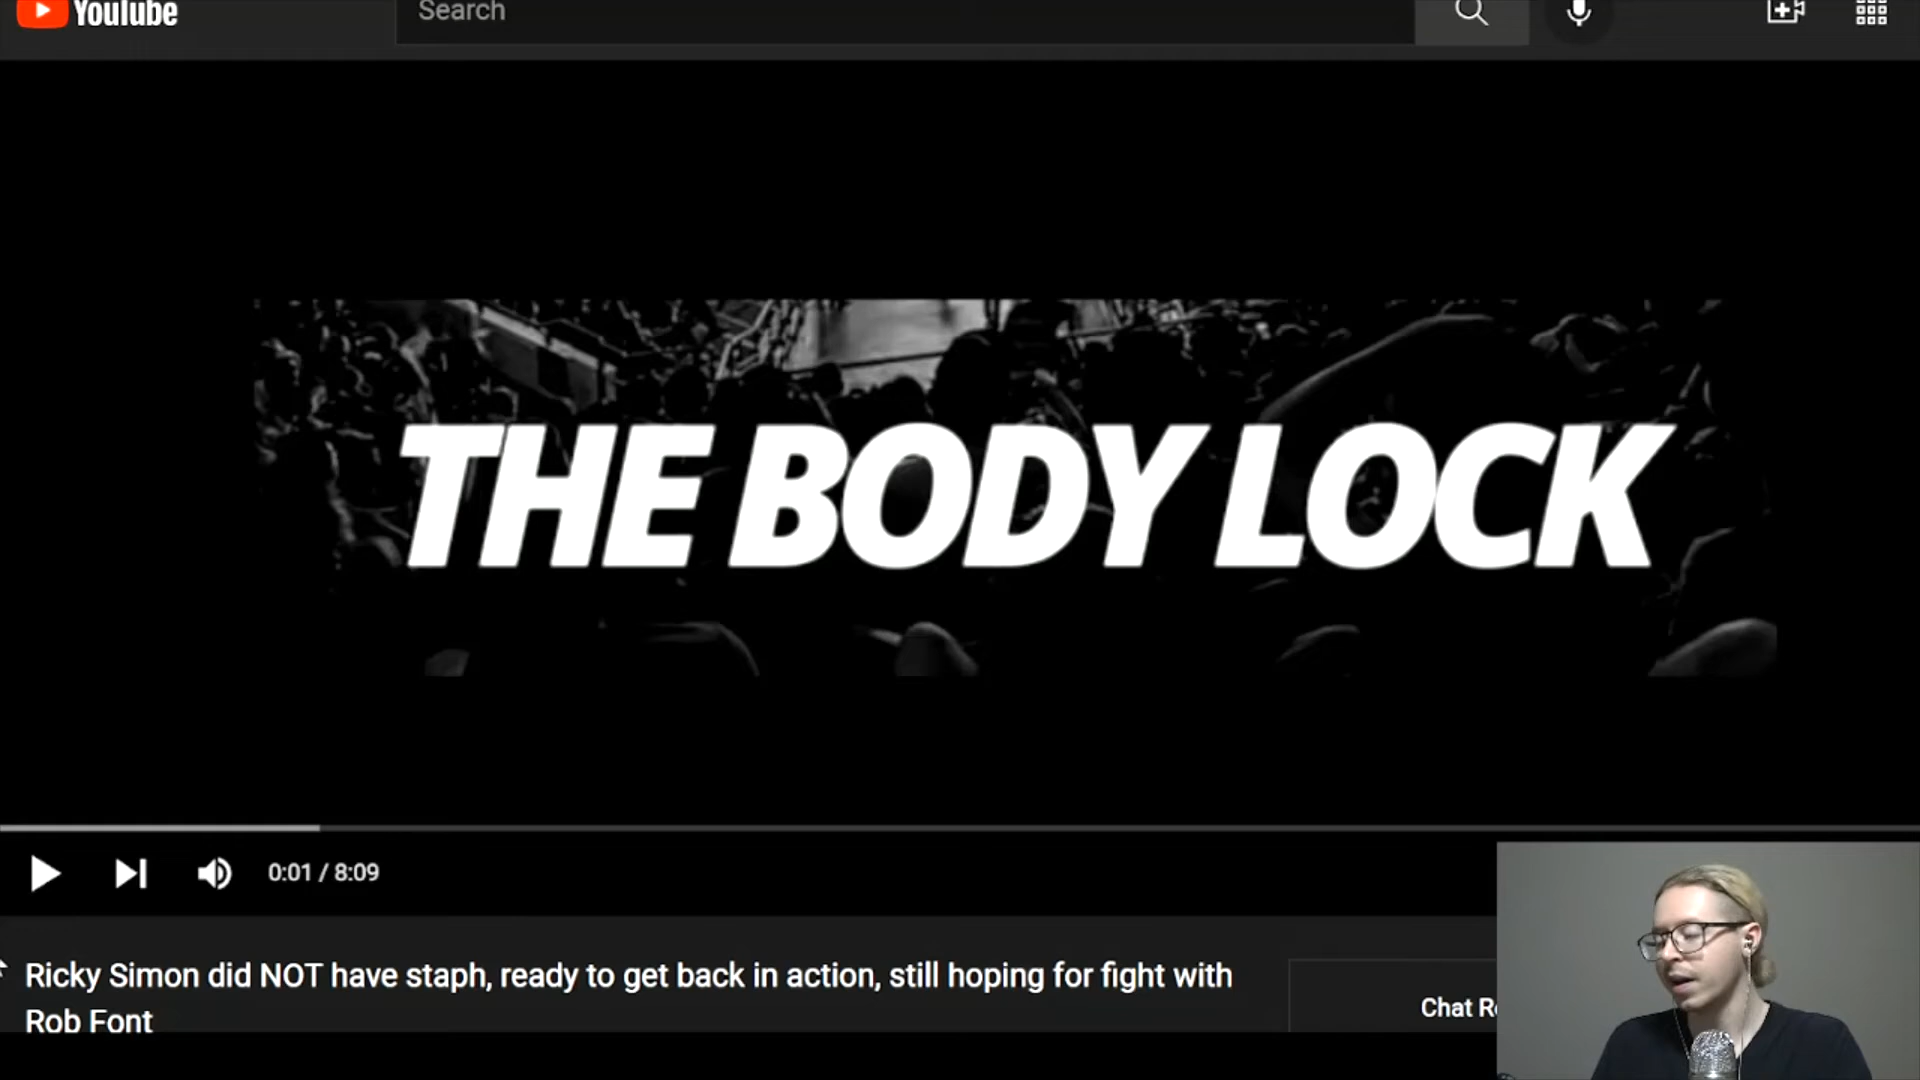 YouTube
Search
THE BODY LOCK
0:01 / 8:09
Ricky Simon did NOT have staph, ready to get back in action, still hoping for fight with
Rob Font
Chat